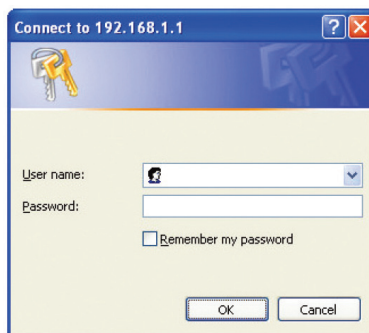 Connect to 192.168.1.1
User name:
Password:
Remember my password
OK
Cancel